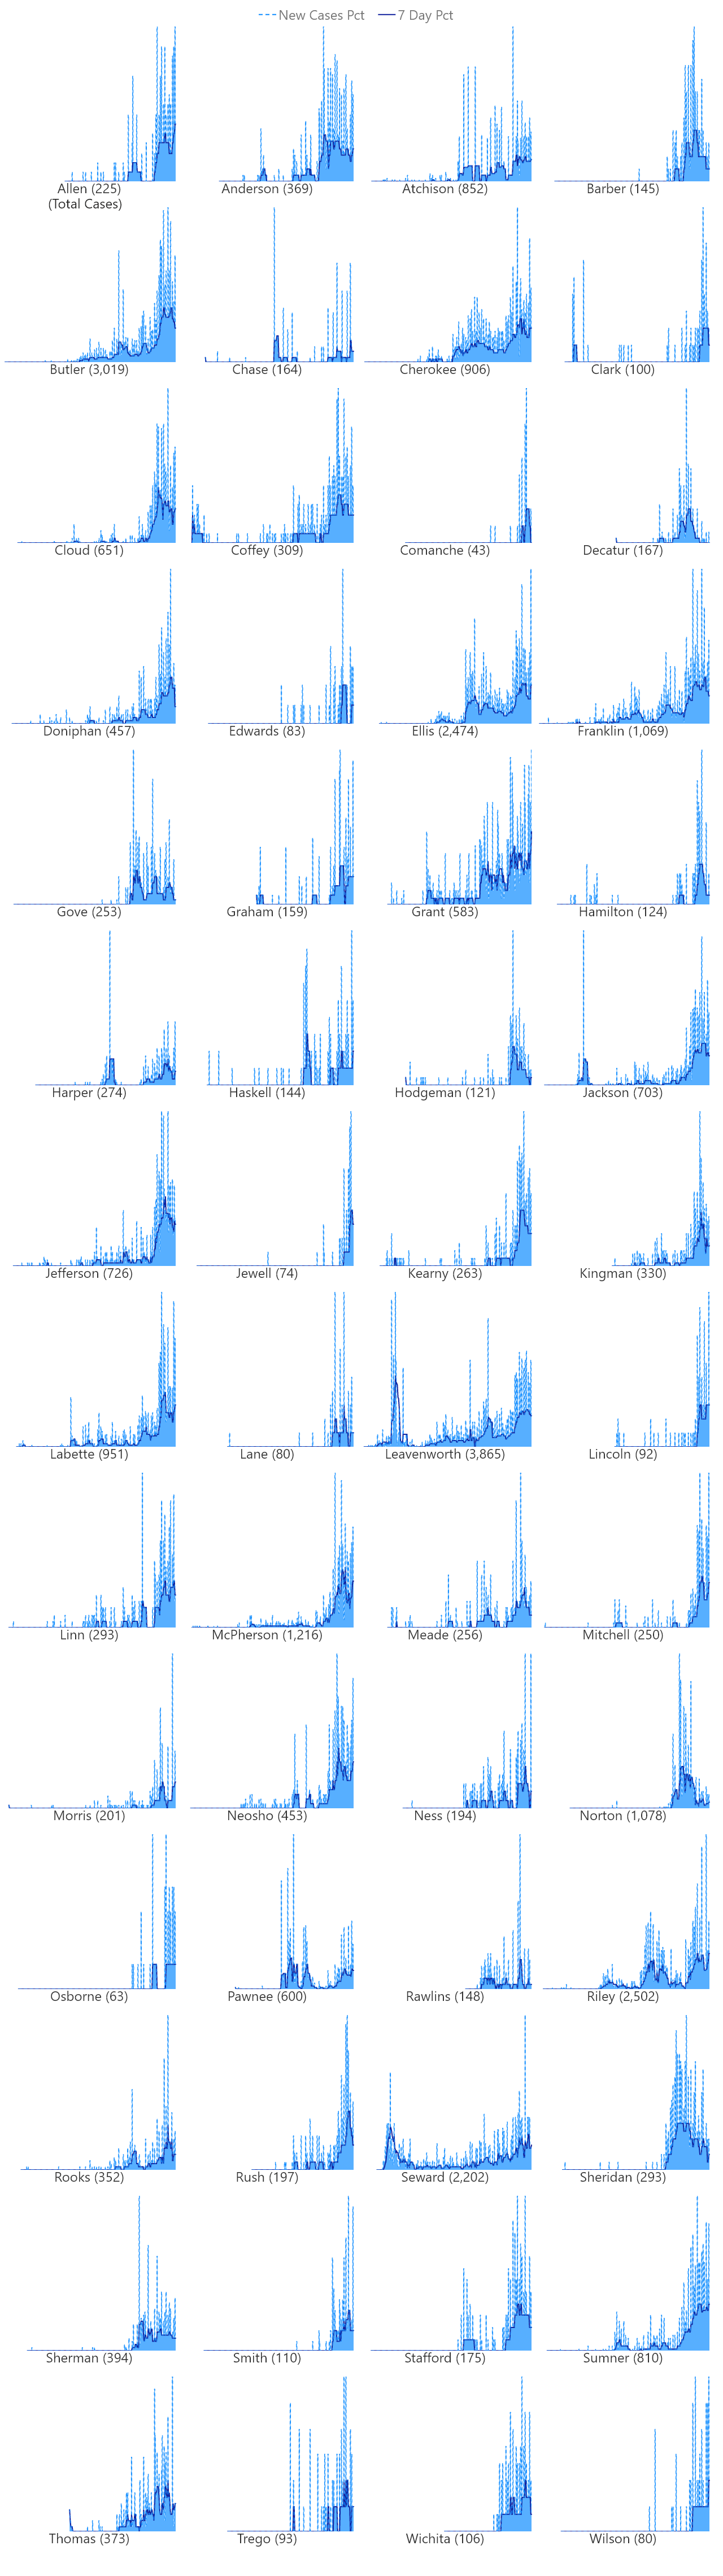 New Cases Pct 7 Day Pct
Allen (225) Anderson (369) Atchison (852) Barber (145)
(Total Cases)
Butler (3,019) Chase (164) Cherokee (906) Clark (100)
Cloud (651) Coffey (309) Comanche (43) Decatur (167)
Doniphan (457) Edwards (83) Ellis (2,474) Franklin (1,069)
Gove (253) Graham (159) Grant (583) Hamilton (124)
Harper (274) Haskell (144) Hodgeman (121) Jackson (703)
Jefferson (726) Jewell (74) Kearny (263) Kingman (330)
Labette (951) Lane (80) Leavenworth (3,865) Lincoln (92)
Linn (293) McPherson (1,216) Meade (256) Mitchell (250)
Morris (201) Neosho (453) Ness (194) Norton (1,078)
Osborne (63) Pawnee (600) Rawlins (148) Riley (2,502)
Rooks (352) Rush (197) Seward (2,202) Sheridan (293)
Sherman (394) Smith (110) Stafford (175) Sumner (810)
Thomas (373) Trego (93) Wichita (106) Wilson (80)